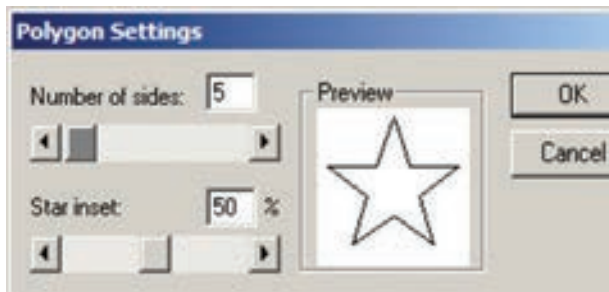 Polygon Settings
Number of sides: 5
Preview
OK
Cancel
Star inset: 50 %